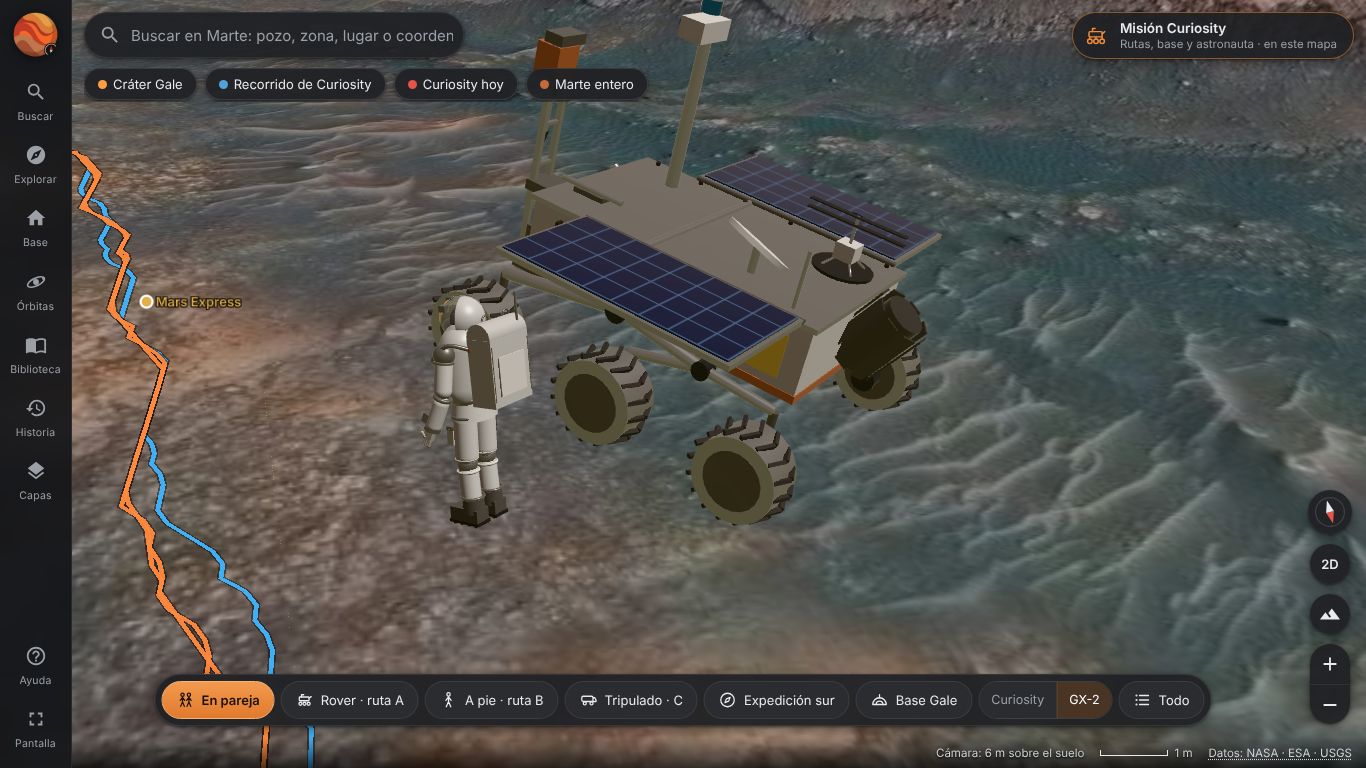 Buscar en Marte: pozo, zona, lugar o coorden
Misión Curiosity
Rutas, base y astronauta · en este mapa
Cráter Gale
Recorrido de Curiosity
Curiosity hoy
Marte entero
Buscar
Explorar
Base
Órbitas
Biblioteca
Historia
Capas
Mars Express
2D
Ayuda
Pantalla
En pareja
Rover · ruta A
A pie · ruta B
Tripulado · C
Expedición sur
Base Gale
Curiosity
GX-2
Todo
Cámara: 6 m sobre el suelo
1 m
Datos: NASA · ESA · USGS